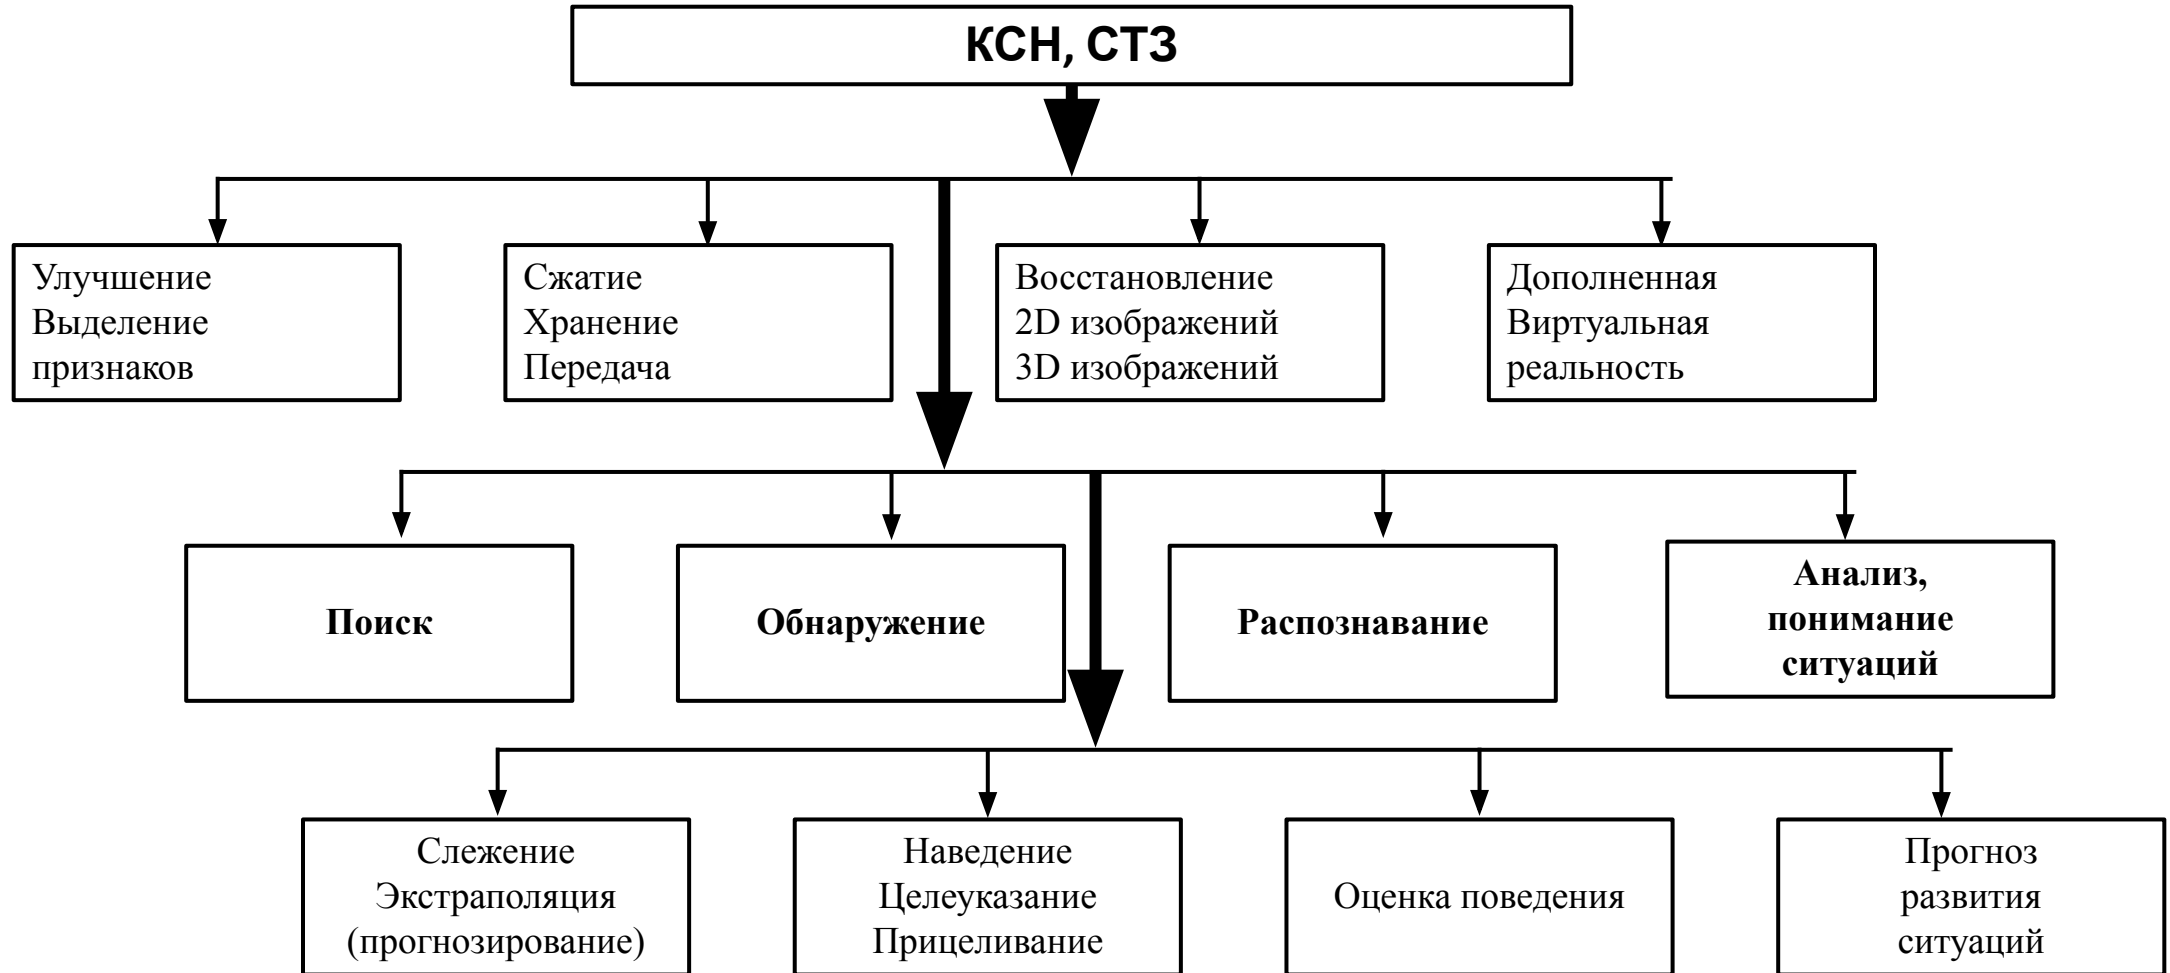 КСН, СТЗ
Улучшение
Выделение
признаков
Сжатие
Хранение
Передача
Восстановление
2D изображений
3D изображений
Дополненная
Виртуальная
реальность
Поиск
Обнаружение
Распознавание
Анализ,
понимание
ситуаций
Слежение
Экстраполяция
(прогнозирование)
Наведение
Целеуказание
Прицеливание
Оценка поведения
Прогноз
развития
ситуаций